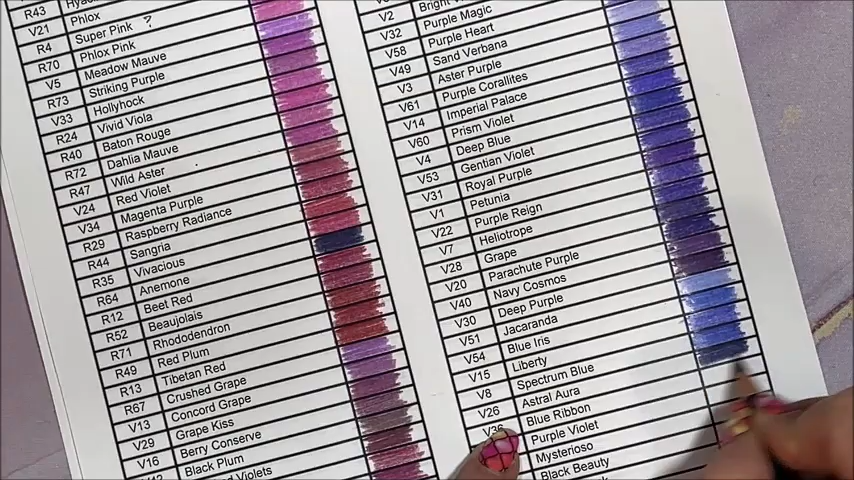 R43
V21 Phlox
R4 Super Pink ?
R70 Phlox Pink
V5 Meadow Mauve
R73 Striking Purple
V33 Hollyhock
R24 Vivid Viola
R40 Baton Rouge
R72 Dahlia Mauve
R47 Wild Aster
V24 Red Violet
V34 Magenta Purple
R29 Raspberry Radiance
R44 Sangria
R35 Vivacious
R64 Anemone
R12 Beet Red
R52 Beaujolais
R71 Rhododendron
R49 Red Plum
R13 Tibetan Red
R67 Crushed Grape
V13 Concord Grape
V29 Grape Kiss
V16 Berry Conserve
Black Plum
Violets
V2 Bright
V32 Purple Magic
V58 Purple Heart
V49 Sand Verbana
V3 Aster Purple
V61 Purple Corallites
V14 Imperial Palace
V60 Prism Violet
V4 Deep Blue
V53 Gentian Violet
V31 Royal Purple
V1 Petunia
V22 Purple Reign
V7 Heliotrope
V28 Grape
V20 Parachute Purple
V40 Navy Cosmos
V30 Deep Purple
V51 Jacaranda
V54 Blue Iris
V15 Liberty
V8 Spectrum Blue
V26 Astral Aura
Blue Ribbon
Purple Violet
Mysterioso
Black Beauty